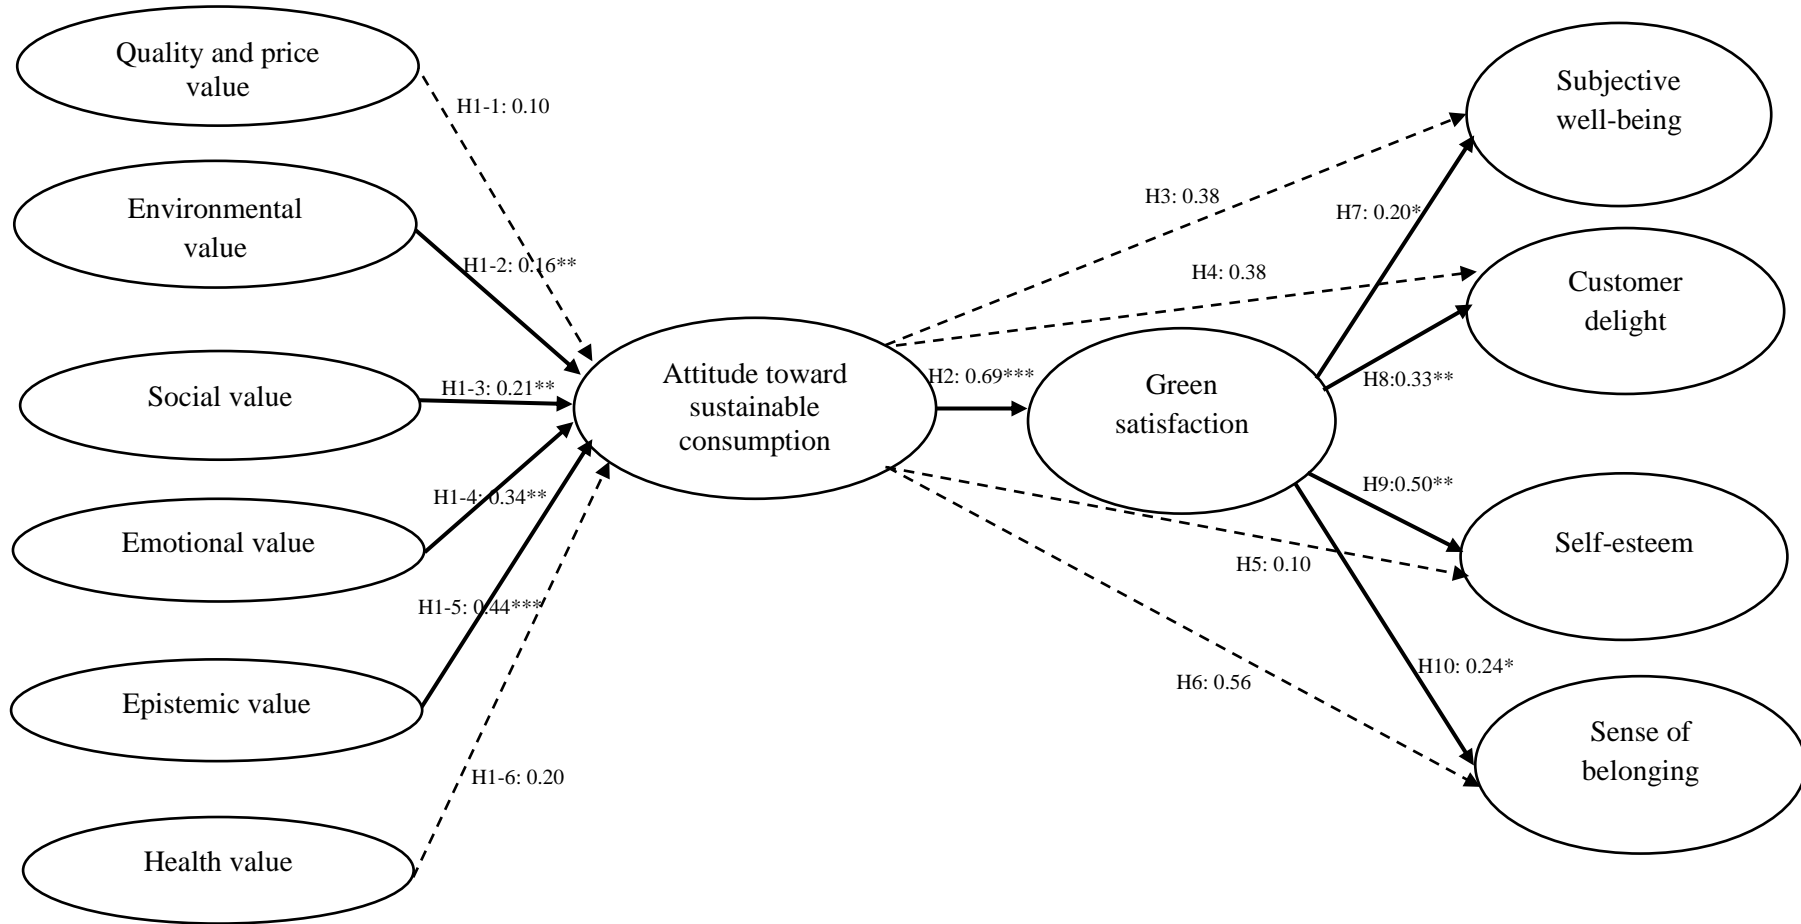 Quality and price
value
H1-1: 0.10
Environmental
value
H1-2: 0.16**
Social value
H1-3: 0.21**
Emotional value
H1-4: 0.34**
Epistemic value
H1-5: 0.44***
Health value
H1-6: 0.20
Attitude toward
sustainable
consumption
H2: 0.69***
Green
satisfaction
H3: 0.38
H4: 0.38
H5: 0.10
H6: 0.56
H7: 0.20*
H8:0.33**
H9:0.50**
H10: 0.24*
Subjective
well-being
Customer
delight
Self-esteem
Sense of
belonging